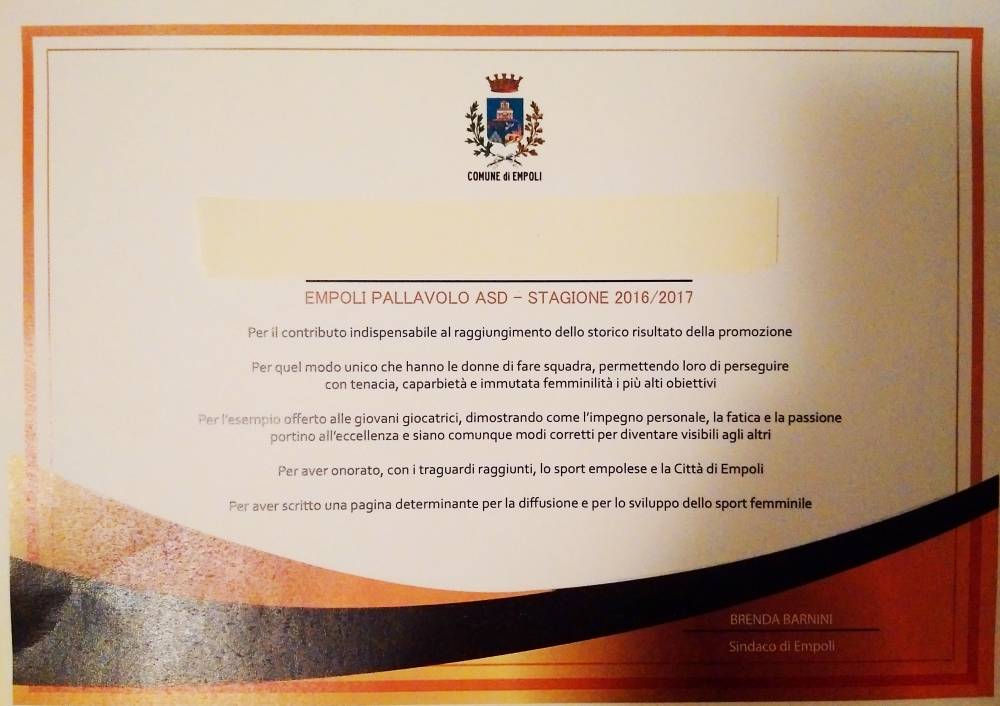 COMUNE di EMPOLI
EMPOLI PALLAVOLO ASD – STAGIONE 2016/2017
Per il contributo indispensabile al raggiungimento dello storico risultato della promozione
Per quel modo unico che hanno le donne di fare squadra, permettendo loro di perseguire
con tenacia, caparbietà e immutata femminilità i più alti obiettivi
Per l'esempio offerto alle giovani giocatrici, dimostrando come l'impegno personale, la fatica e la passione
portino all'eccellenza e siano comunque modi corretti per diventare visibili agli altri
Per aver onorato, con i traguardi raggiunti, lo sport empolese e la Città di Empoli
Per aver scritto una pagina determinante per la diffusione e per lo sviluppo dello sport femminile
BRENDA BARNINI
Sindaco di Empoli